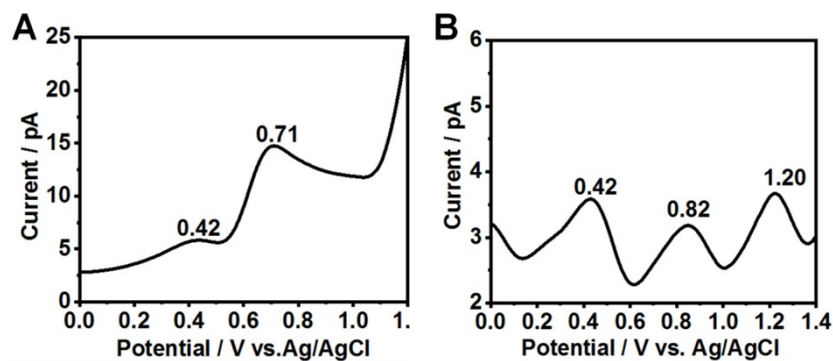 A
25
20
15
10
5
0
0.42
0.71
0.0 0.2 0.4 0.6 0.8 1.0 1.
Current / pA
Potential / V vs.Ag/AgCl
B
6
5
4
3
2
0.42
0.82
1.20
0.0 0.2 0.4 0.6 0.8 1.0 1.2 1.4
Current / pA
Potential / V vs. Ag/AgCl